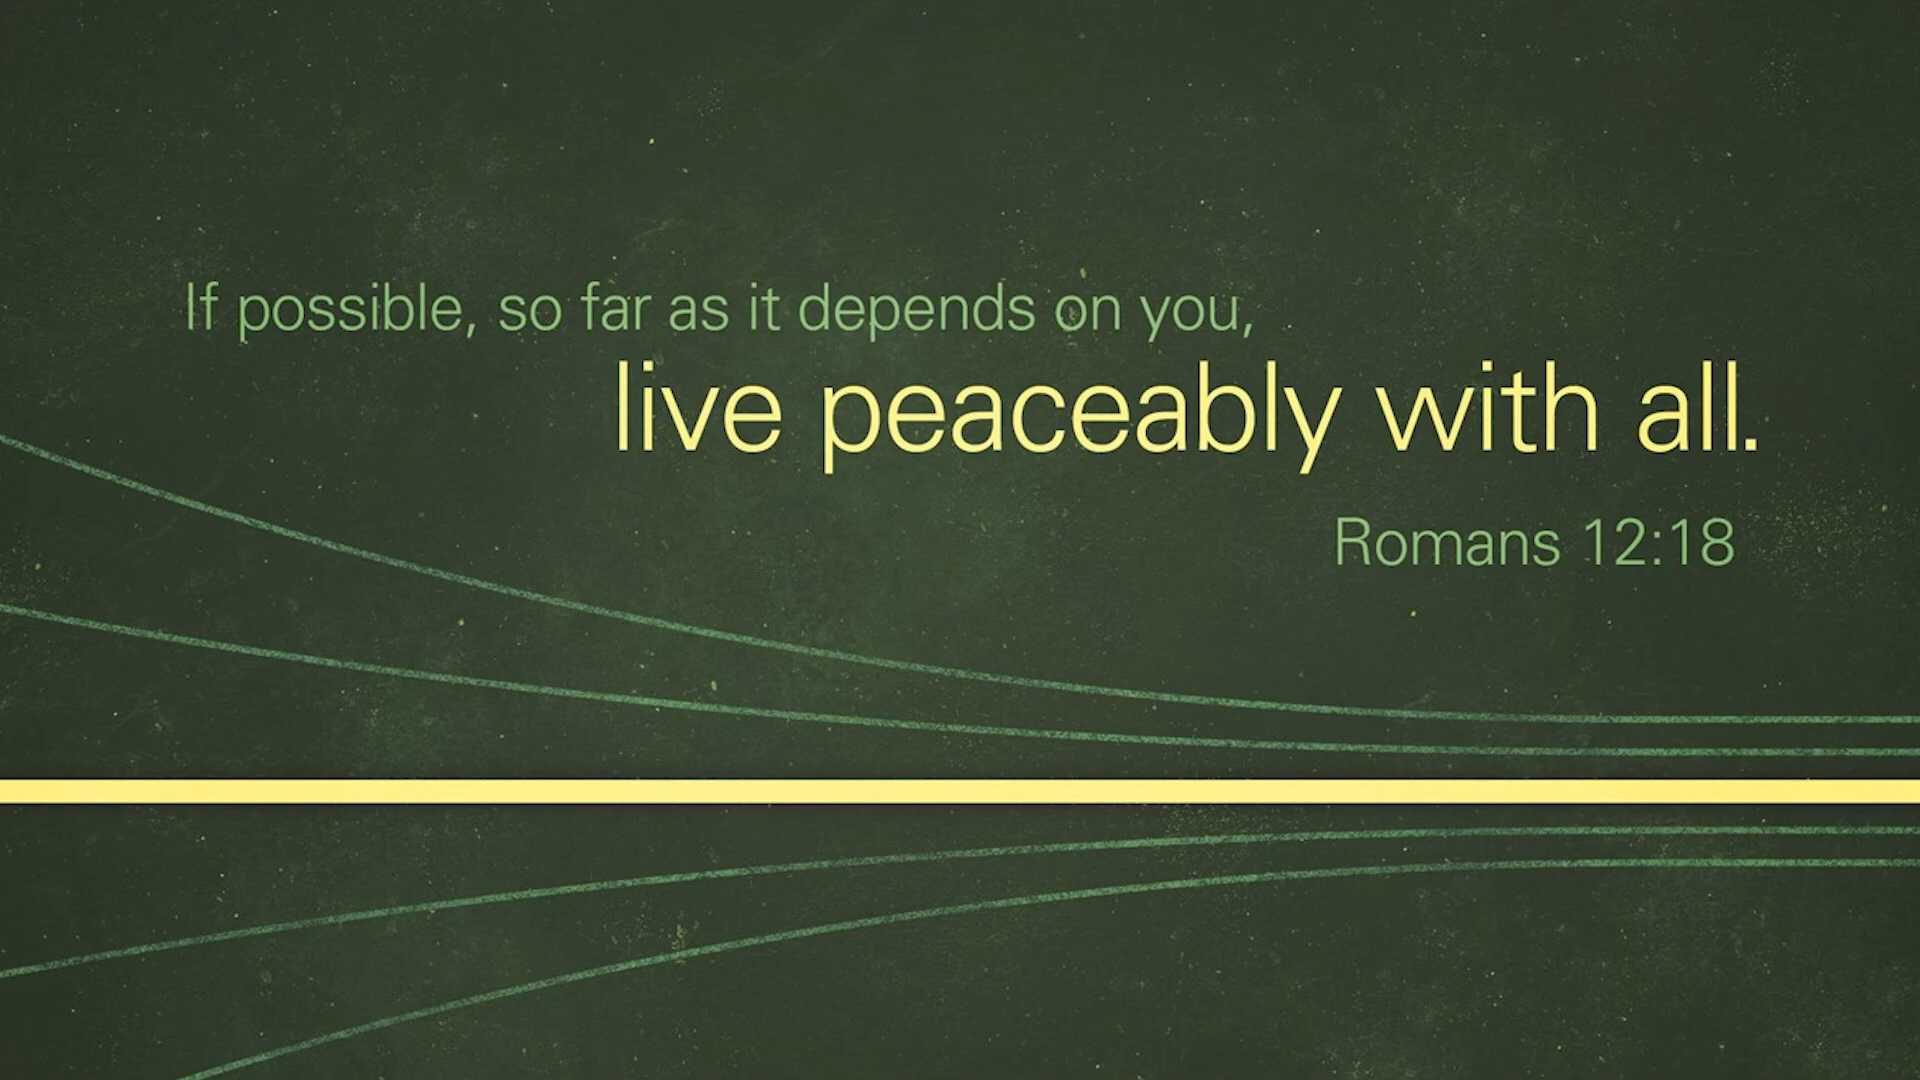 If possible, so far as it depends on you,
live peaceably with all.
Romans 12:18